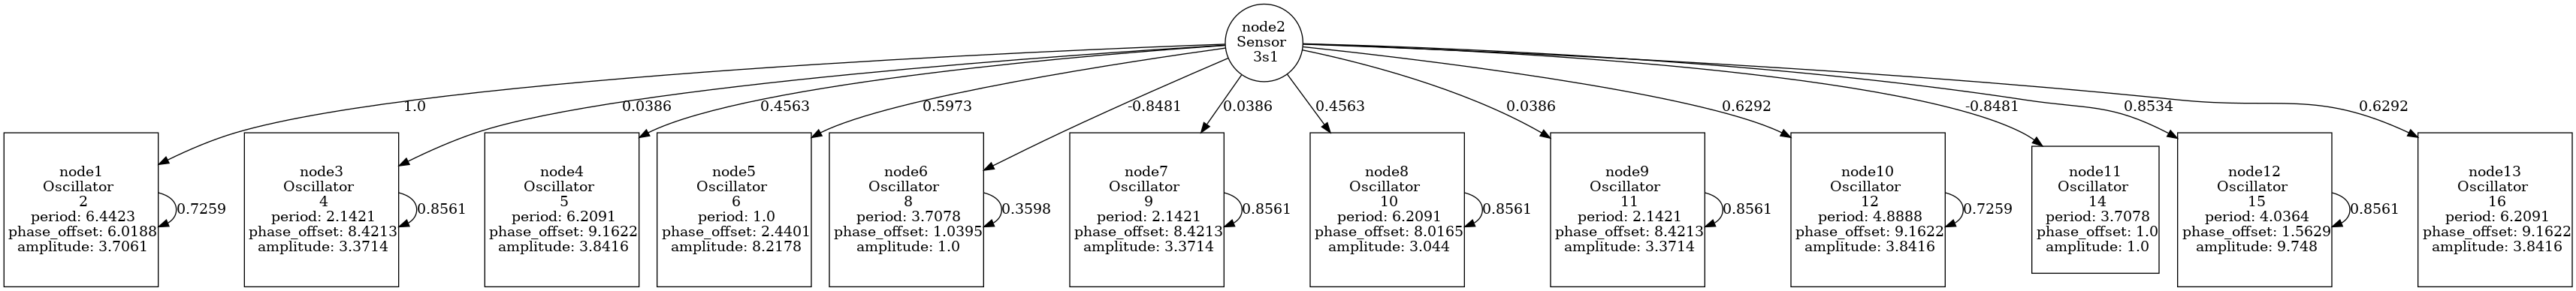 node2
Sensor
3s1
1.0
0.0386
0.4563
0.5973
-0.8481
0.0386
0.4563
0.0386
0.6292
-0.8481
0.8534
0.6292
node1
Oscillator
2
period: 6.4423
phase_offset: 6.0188
amplitude: 3.7061
0.7259
node3
Oscillator
4
period: 2.1421
phase_offset: 8.4213
amplitude: 3.3714
0.8561
node4
Oscillator
5
period: 6.2091
phase_offset: 9.1622
amplitude: 3.8416
node5
Oscillator
6
period: 1.0
phase_offset: 2.4401
amplitude: 8.2178
node6
Oscillator
8
period: 3.7078
phase_offset: 1.0395
amplitude: 1.0
0.3598
node7
Oscillator
9
period: 2.1421
phase_offset: 8.4213
amplitude: 3.3714
0.8561
node8
Oscillator
10
period: 6.2091
phase_offset: 8.0165
amplitude: 3.044
0.8561
node9
Oscillator
11
period: 2.1421
phase_offset: 8.4213
amplitude: 3.3714
0.8561
node10
Oscillator
12
period: 4.8888
phase_offset: 9.1622
amplitude: 3.8416
0.7259
node11
Oscillator
14
period: 3.7078
phase_offset: 1.0
amplitude: 1.0
node12
Oscillator
15
period: 4.0364
phase_offset: 1.5629
amplitude: 9.748
0.8561
node13
Oscillator
16
period: 6.2091
phase_offset: 9.1622
amplitude: 3.8416